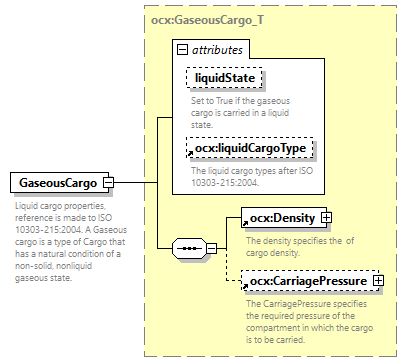 ocx:GaseousCargo_T
attributes
liquidState
Set to True if the gaseous
cargo is carried in a liquid
state.
ocx:liquidCargoType
The liquid cargo types after ISO
10303-215:2004.
GaseousCargo
Liquid cargo properties,
reference is made to ISO
10303-215:2004. A Gaseous
cargo is a type of Cargo that
has a natural condition of a
non-solid, nonliquid
gaseous state.
ocx:Density
The density specifies the  of
cargo density.
ocx:CarriagePressure
The CarriagePressure specifies
the required pressure of the
compartment in which the cargo
is to be carried.